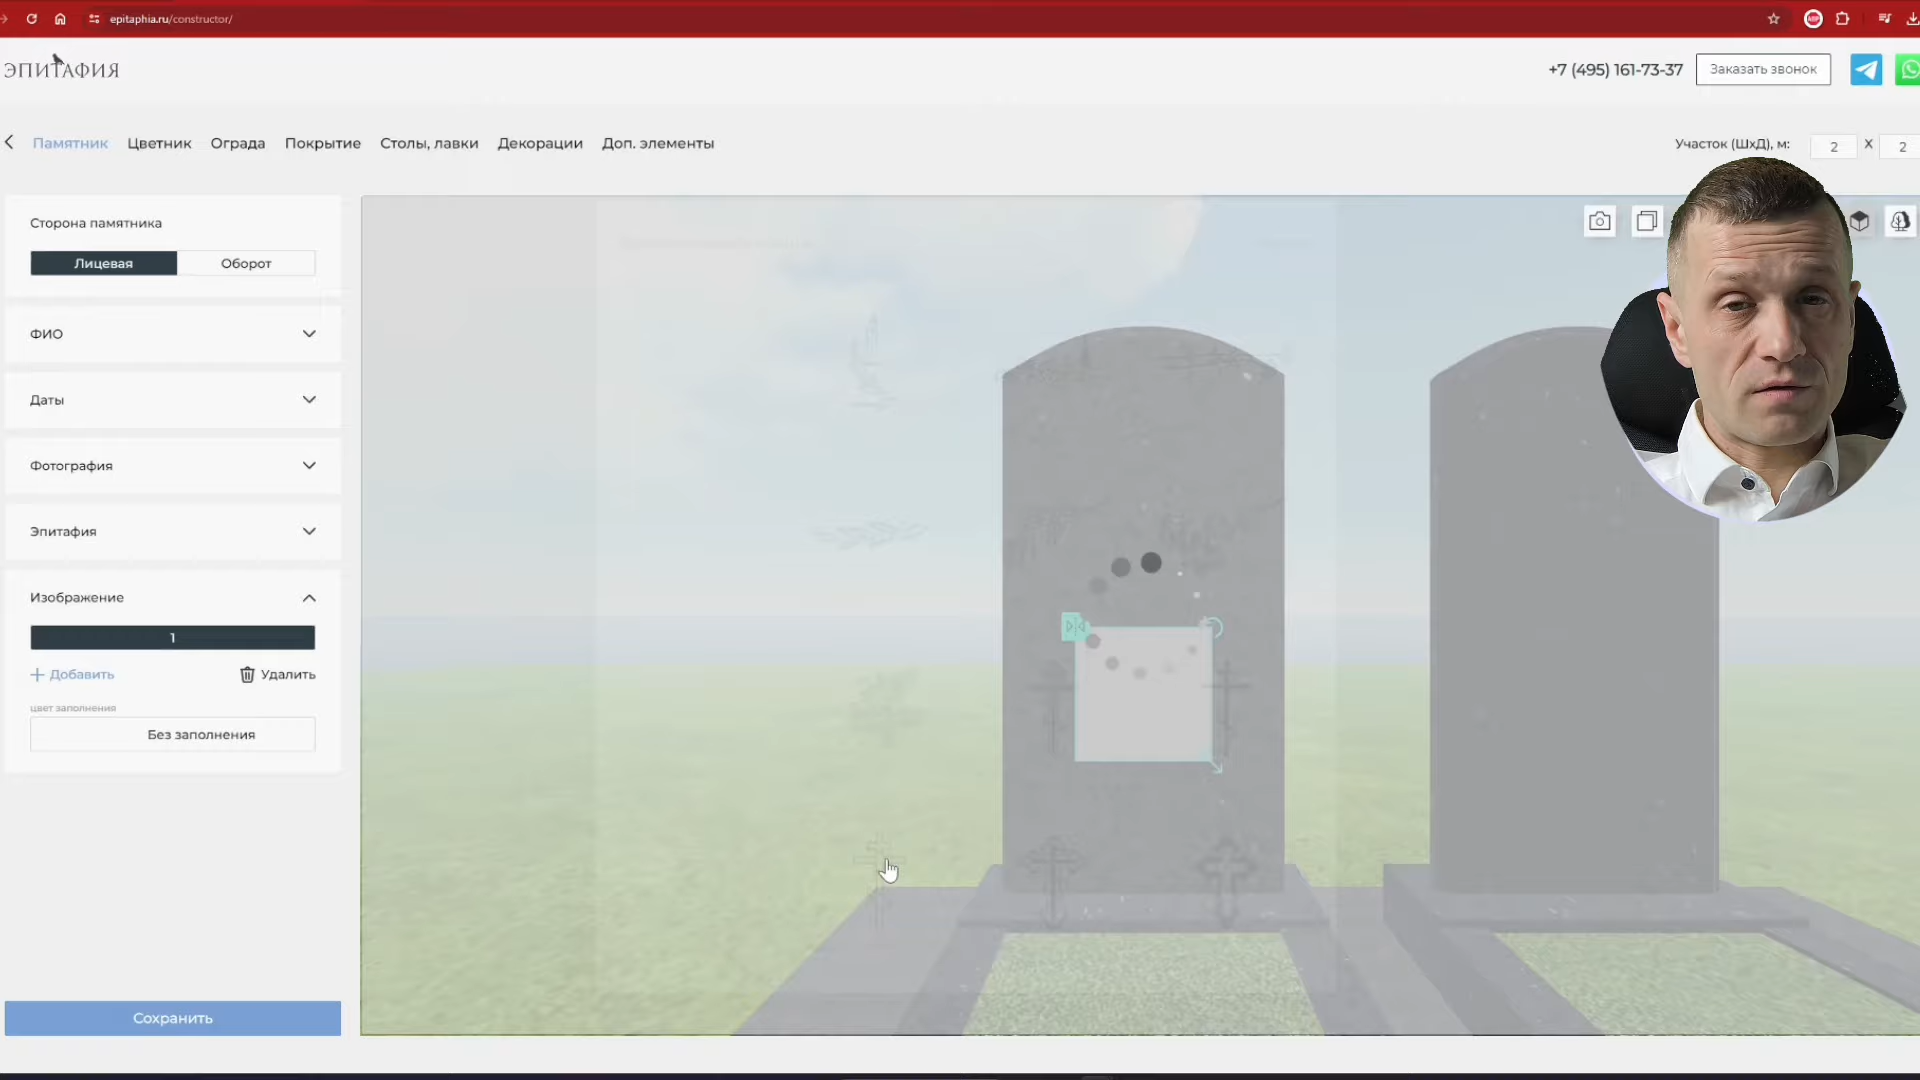 epitaphia.ru/constructor/
ABP
ЭПИТАФИЯ
+7 (495) 161-73-37
Заказать звонок
Памятник Цветник Ограда Покрытие Столы, лавки Декорации Доп. элементы
Участок (ШхД), м: 2 X 2
Сторона памятника
Лицевая Оборот
ФИО
Даты
Фотография
Эпитафия
Изображение
1
+ Добавить Удалить
цвет заполнения
Без заполнения
Сохранить